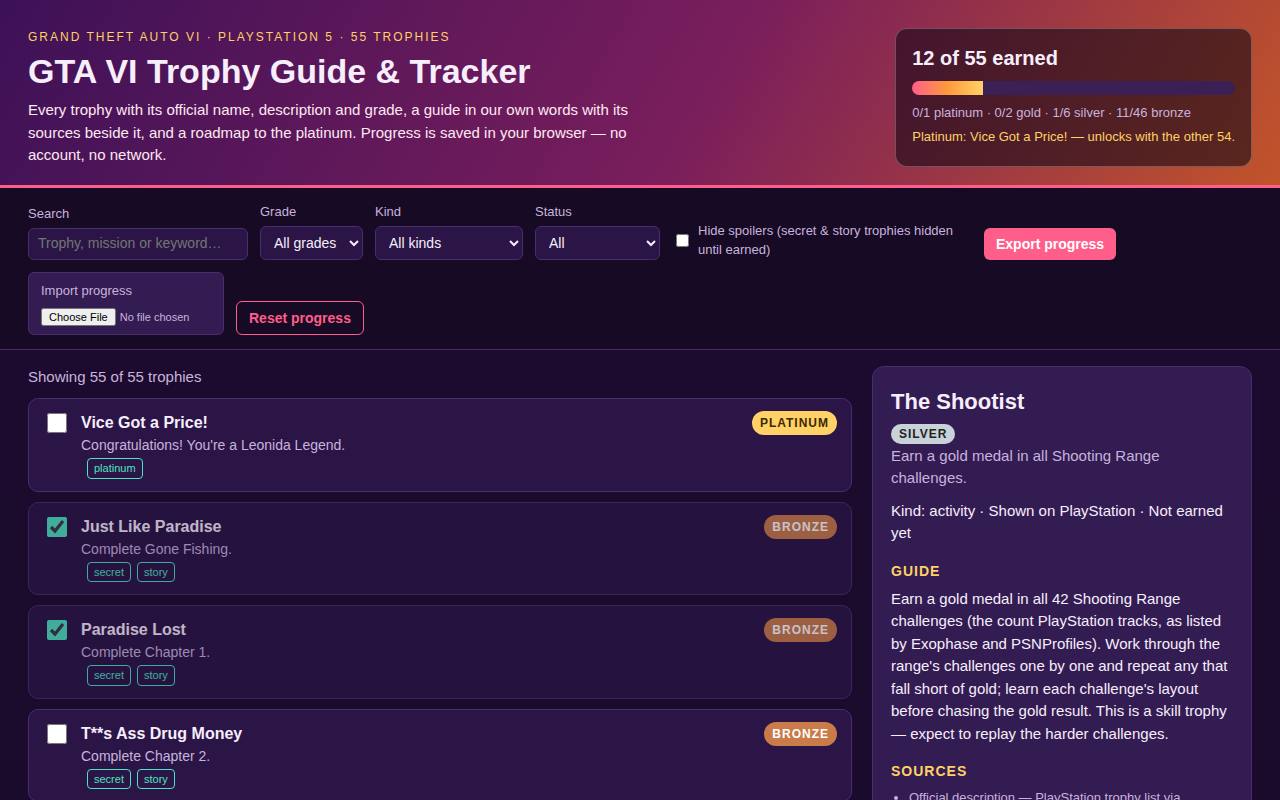 GRAND THEFT AUTO VI · PLAYSTATION 5 · 55 TROPHIES
GTA VI Trophy Guide & Tracker
Every trophy with its official name, description and grade, a guide in our own words with its
sources beside it, and a roadmap to the platinum. Progress is saved in your browser — no
account, no network.
12 of 55 earned
0/1 platinum · 0/2 gold · 1/6 silver · 11/46 bronze
Platinum: Vice Got a Price! — unlocks with the other 54.
Search
Trophy, mission or keyword…
Grade
All grades
Kind
All kinds
Status
All
Hide spoilers (secret & story trophies hidden
until earned)
Export progress
Import progress
Choose File No file chosen
Reset progress
Showing 55 of 55 trophies
Vice Got a Price!
PLATINUM
Congratulations! You're a Leonida Legend.
platinum
Just Like Paradise
BRONZE
Complete Gone Fishing.
secret story
Paradise Lost
BRONZE
Complete Chapter 1.
secret story
T**s Ass Drug Money
BRONZE
Complete Chapter 2.
secret story
The Shootist
SILVER
Earn a gold medal in all Shooting Range
challenges.
Kind: activity · Shown on PlayStation · Not earned
yet
GUIDE
Earn a gold medal in all 42 Shooting Range
challenges (the count PlayStation tracks, as listed
by Exophase and PSNProfiles). Work through the
range's challenges one by one and repeat any that
fall short of gold; learn each challenge's layout
before chasing the gold result. This is a skill trophy
— expect to replay the harder challenges.
SOURCES
Official description — PlayStation trophy list via